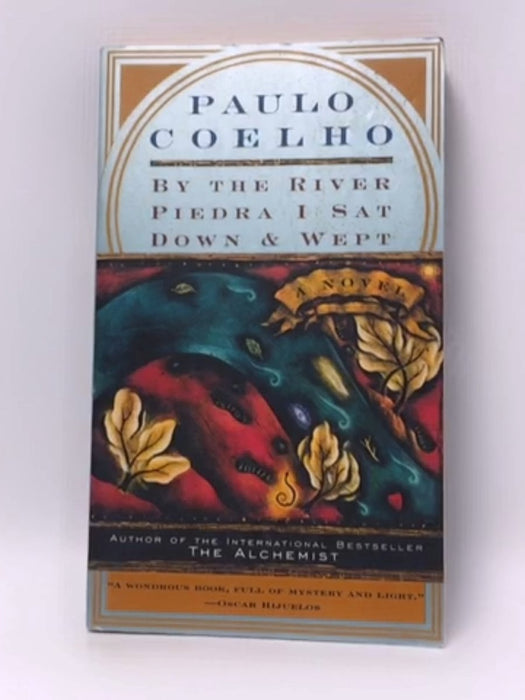 PAULO
COELHO
BY THE RIVER
PIEDRA I SAT
DOWN & WEPT
A NOVEL
AUTHOR OF THE INTERNATIONAL BESTSELLER
THE ALCHEMIST
"A WONDROUS BOOK, FULL OF MYSTERY AND LIGHT."
—OSCAR HIJUELOS